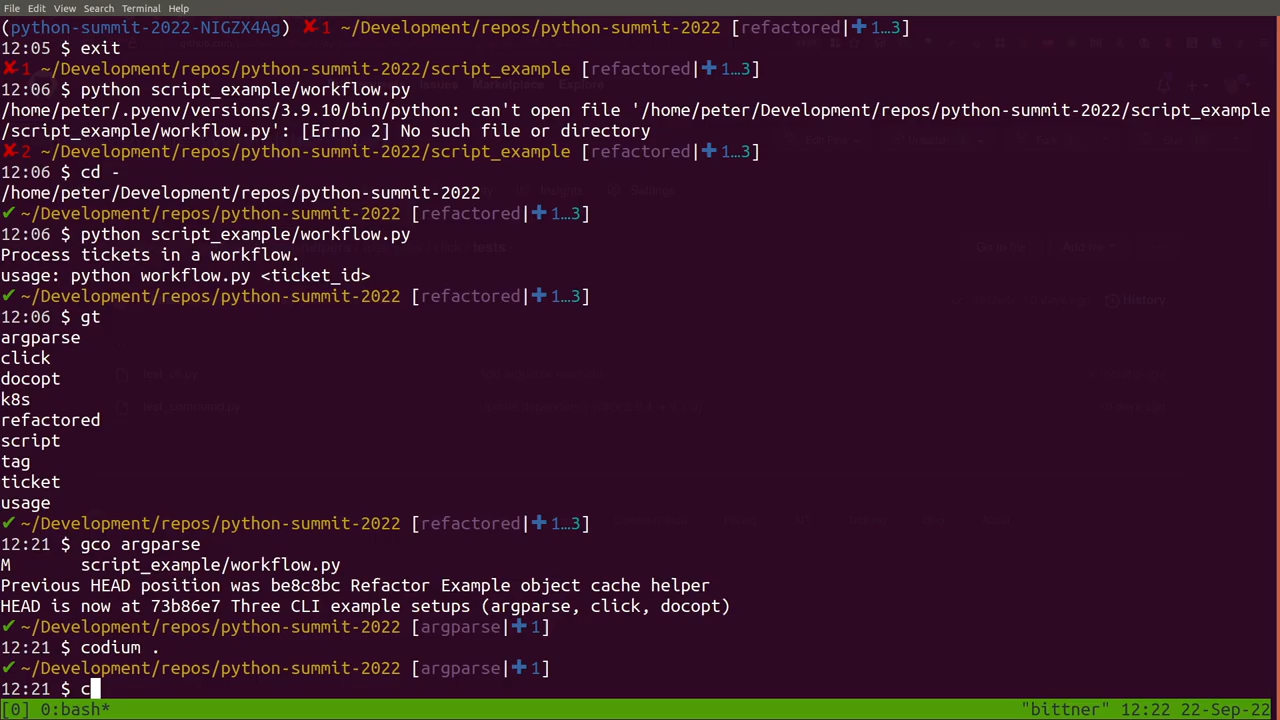 File Edit View Search Terminal Help
(python-summit-2022-NIGZX4Ag) ✘-1 ~/Development/repos/python-summit-2022 [refactored|✚ 1…3]
12:05 $ exit
✘-1 ~/Development/repos/python-summit-2022/script_example [refactored|✚ 1…3]
12:06 $ python script_example/workflow.py
/home/peter/.pyenv/versions/3.9.10/bin/python: can't open file '/home/peter/Development/repos/python-summit-2022/script_example
/script_example/workflow.py': [Errno 2] No such file or directory
✘-2 ~/Development/repos/python-summit-2022/script_example [refactored|✚ 1…3]
12:06 $ cd -
/home/peter/Development/repos/python-summit-2022
✔ ~/Development/repos/python-summit-2022 [refactored|✚ 1…3]
12:06 $ python script_example/workflow.py
Process tickets in a workflow.
usage: python workflow.py <ticket_id>
✔ ~/Development/repos/python-summit-2022 [refactored|✚ 1…3]
12:06 $ gt
argparse
click
docopt
k8s
refactored
script
tag
ticket
usage
✔ ~/Development/repos/python-summit-2022 [refactored|✚ 1…3]
12:21 $ gco argparse
M       script_example/workflow.py
Previous HEAD position was be8c8bc Refactor Example object cache helper
HEAD is now at 73b86e7 Three CLI example setups (argparse, click, docopt)
✔ ~/Development/repos/python-summit-2022 [argparse|✚ 1]
12:21 $ codium .
✔ ~/Development/repos/python-summit-2022 [argparse|✚ 1]
12:21 $ c
[0] 0:bash* "bittner" 12:22 22-Sep-22